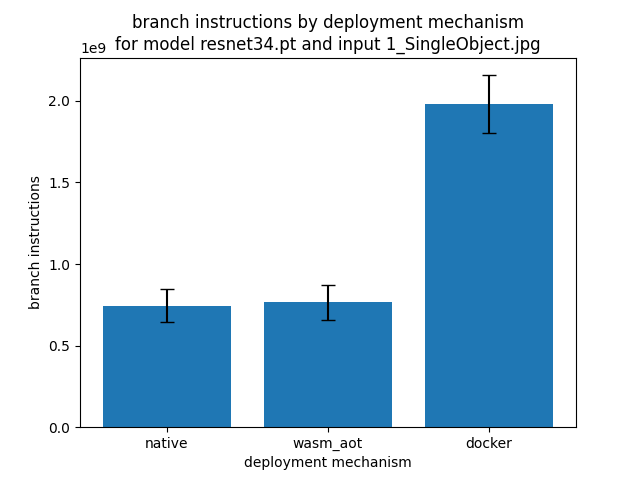 branch instructions by deployment mechanism
for model resnet34.pt and input 1_SingleObject.jpg
1e9
2.0
1.5
1.0
0.5
0.0
branch instructions
native wasm_aot docker
deployment mechanism